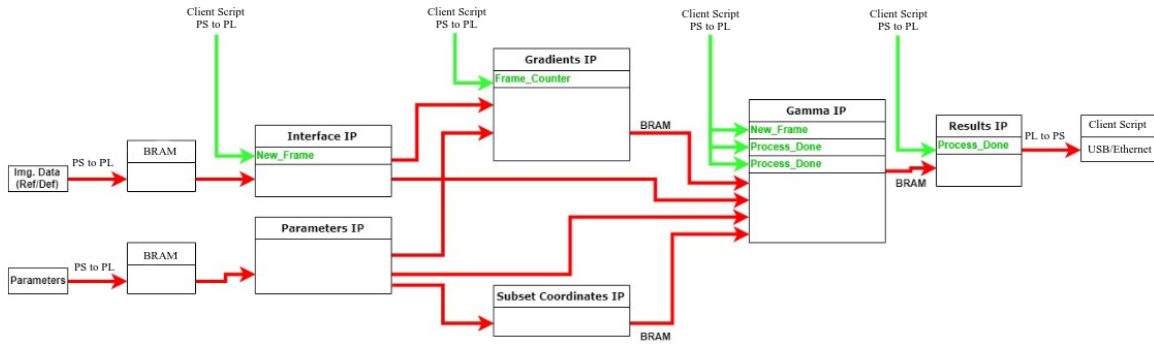 Client Script
PS to PL
Client Script
PS to PL
Client Script
PS to PL
Client Script
PS to PL
Gradients IP
Frame_Counter
BRAM
Gamma IP
New_Frame
Process_Done
Process_Done
Results IP
Process_Done
PL to PS
Client Script
USB/Ethernet
BRAM
Interface IP
New_Frame
BRAM
PS to PL
Img. Data
(Ref/Def)
Parameters IP
BRAM
PS to PL
Parameters
Subset Coordinates IP
BRAM